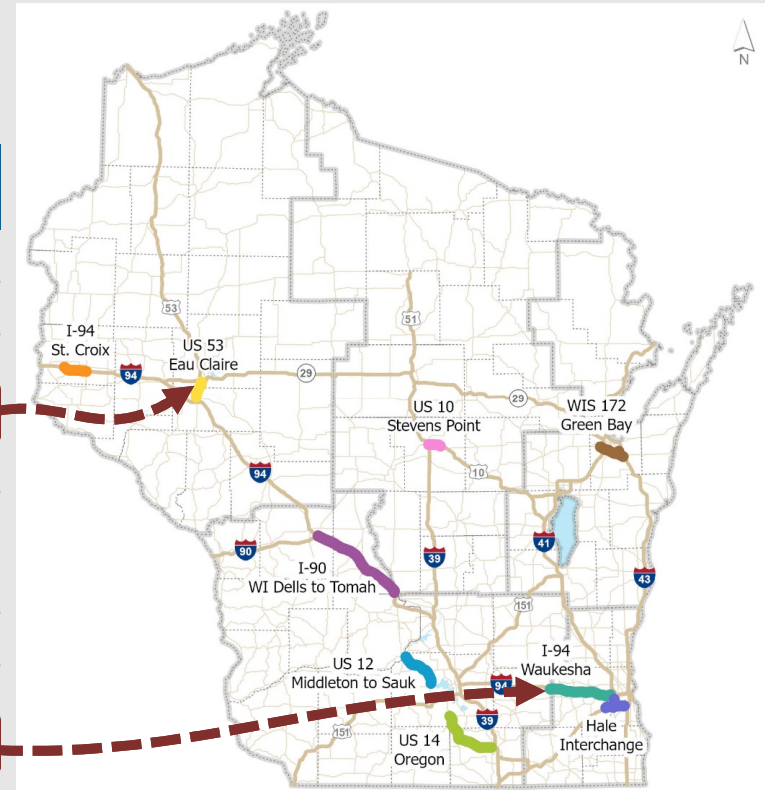 N
53
I-94
St. Croix
94
US 53
Eau Claire
51
29
29
US 10
Stevens Point
WIS 172
Green Bay
10
94
90
I-90
WI Dells to Tomah
39
41
43
151
US 12
Middleton to Sauk
94
I-94
Waukesha
39
Hale
Interchange
151
US 14
Oregon